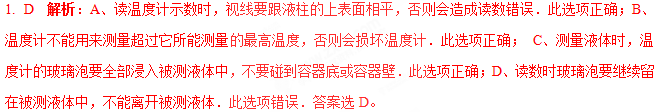 1. D 解析：A、读温度计示数时，视线要跟液柱的上表面相平，否则会造成读数错误．此选项正确；B、
温度计不能用来测量超过它所能测量的最高温度，否则会损坏温度计．此选项正确； C、测量液体时，温
度计的玻璃泡要全部浸入被测液体中，不要碰到容器底或容器壁．此选项正确；D、读数时玻璃泡要继续留
在被测液体中，不能离开被测液体．此选项错误．答案选 D。